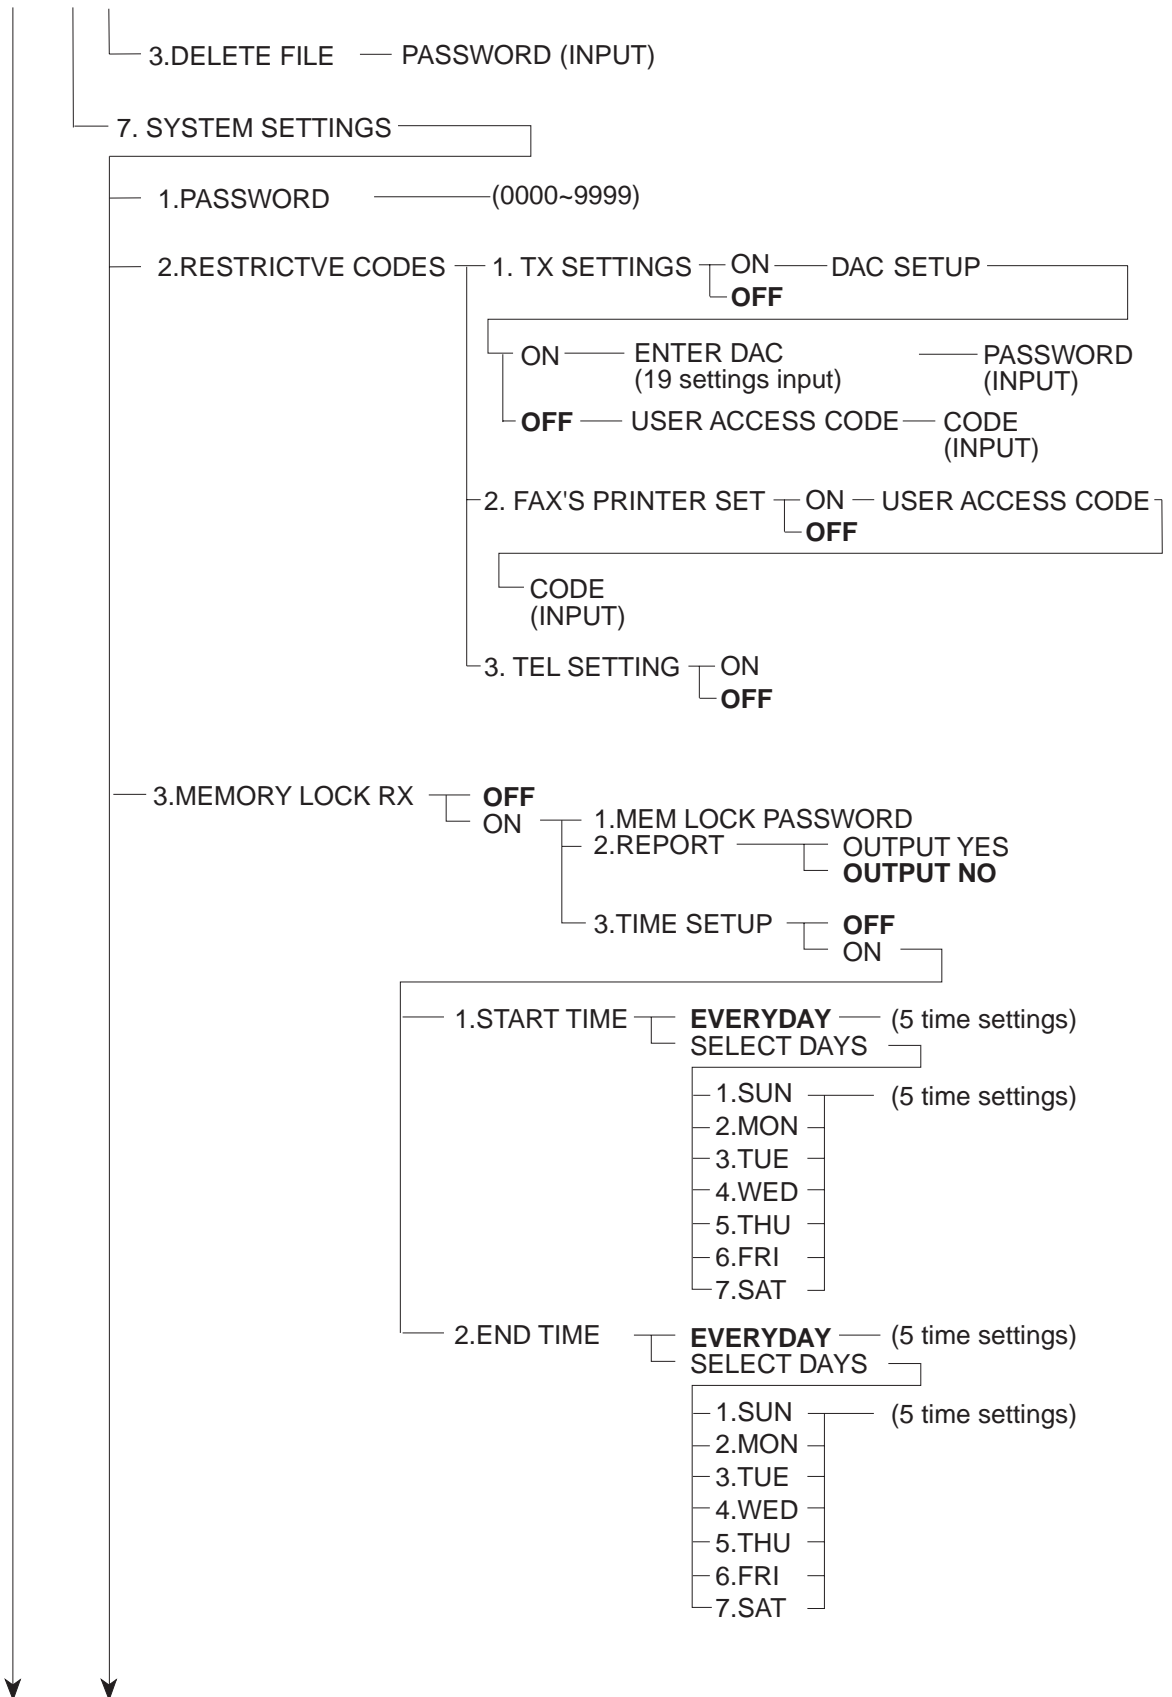 3.DELETE FILE PASSWORD (INPUT)
7. SYSTEM SETTINGS
1.PASSWORD (0000~9999)
2.RESTRICTVE CODES 1. TX SETTINGS ON DAC SETUP
OFF
ON ENTER DAC PASSWORD
(19 settings input) (INPUT)
OFF USER ACCESS CODE CODE
(INPUT)
2. FAX'S PRINTER SET ON USER ACCESS CODE
OFF
CODE
(INPUT)
3. TEL SETTING ON
OFF
3.MEMORY LOCK RX OFF
ON 1.MEM LOCK PASSWORD
2.REPORT OUTPUT YES
OUTPUT NO
3.TIME SETUP OFF
ON
1.START TIME EVERYDAY (5 time settings)
SELECT DAYS
1.SUN (5 time settings)
2.MON
3.TUE
4.WED
5.THU
6.FRI
7.SAT
2.END TIME EVERYDAY (5 time settings)
SELECT DAYS
1.SUN (5 time settings)
2.MON
3.TUE
4.WED
5.THU
6.FRI
7.SAT